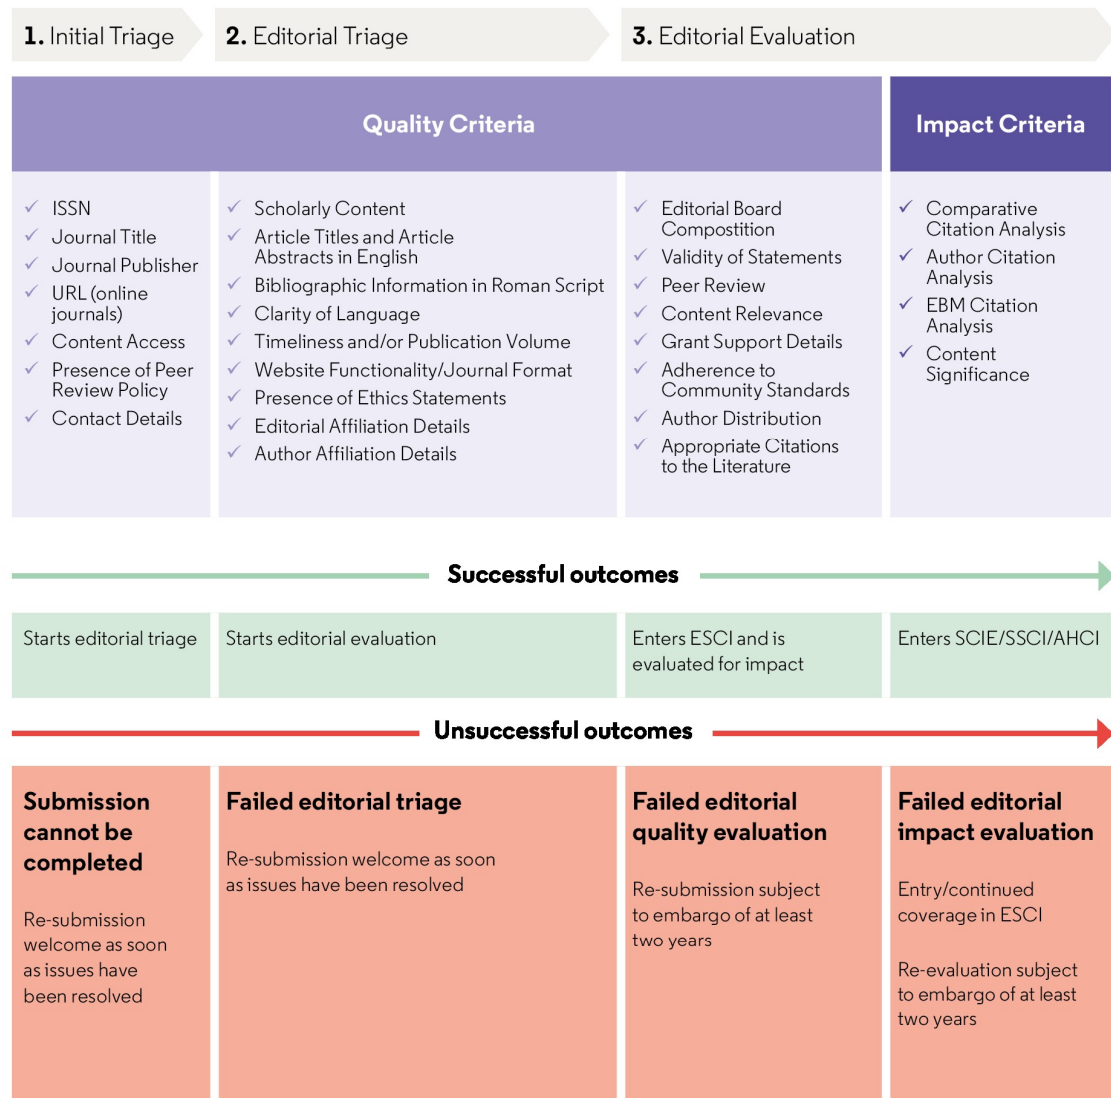 1. Initial Triage
2. Editorial Triage
3. Editorial Evaluation
Quality Criteria
Impact Criteria
✓ ISSN
✓ Journal Title
✓ Journal Publisher
✓ URL (online
journals)
✓ Content Access
✓ Presence of Peer
Review Policy
✓ Contact Details
✓ Scholarly Content
✓ Article Titles and Article
Abstracts in English
✓ Bibliographic Information in Roman Script
✓ Clarity of Language
✓ Timeliness and/or Publication Volume
✓ Website Functionality/Journal Format
✓ Presence of Ethics Statements
✓ Editorial Affiliation Details
✓ Author Affiliation Details
✓ Editorial Board
Compostition
✓ Validity of Statements
✓ Peer Review
✓ Content Relevance
✓ Grant Support Details
✓ Adherence to
Community Standards
✓ Author Distribution
✓ Appropriate Citations
to the Literature
✓ Comparative
Citation Analysis
✓ Author Citation
Analysis
✓ EBM Citation
Analysis
✓ Content
Significance
Successful outcomes
Starts editorial triage
Starts editorial evaluation
Enters ESCI and is
evaluated for impact
Enters SCIE/SSCI/AHCI
Unsuccessful outcomes
Submission
cannot be
completed
Re-submission
welcome as soon
as issues have
been resolved
Failed editorial triage
Re-submission welcome as soon
as issues have been resolved
Failed editorial
quality evaluation
Re-submission subject
to embargo of at least
two years
Failed editorial
impact evaluation
Entry/continued
coverage in ESCI
Re-evaluation subject
to embargo of at least
two years